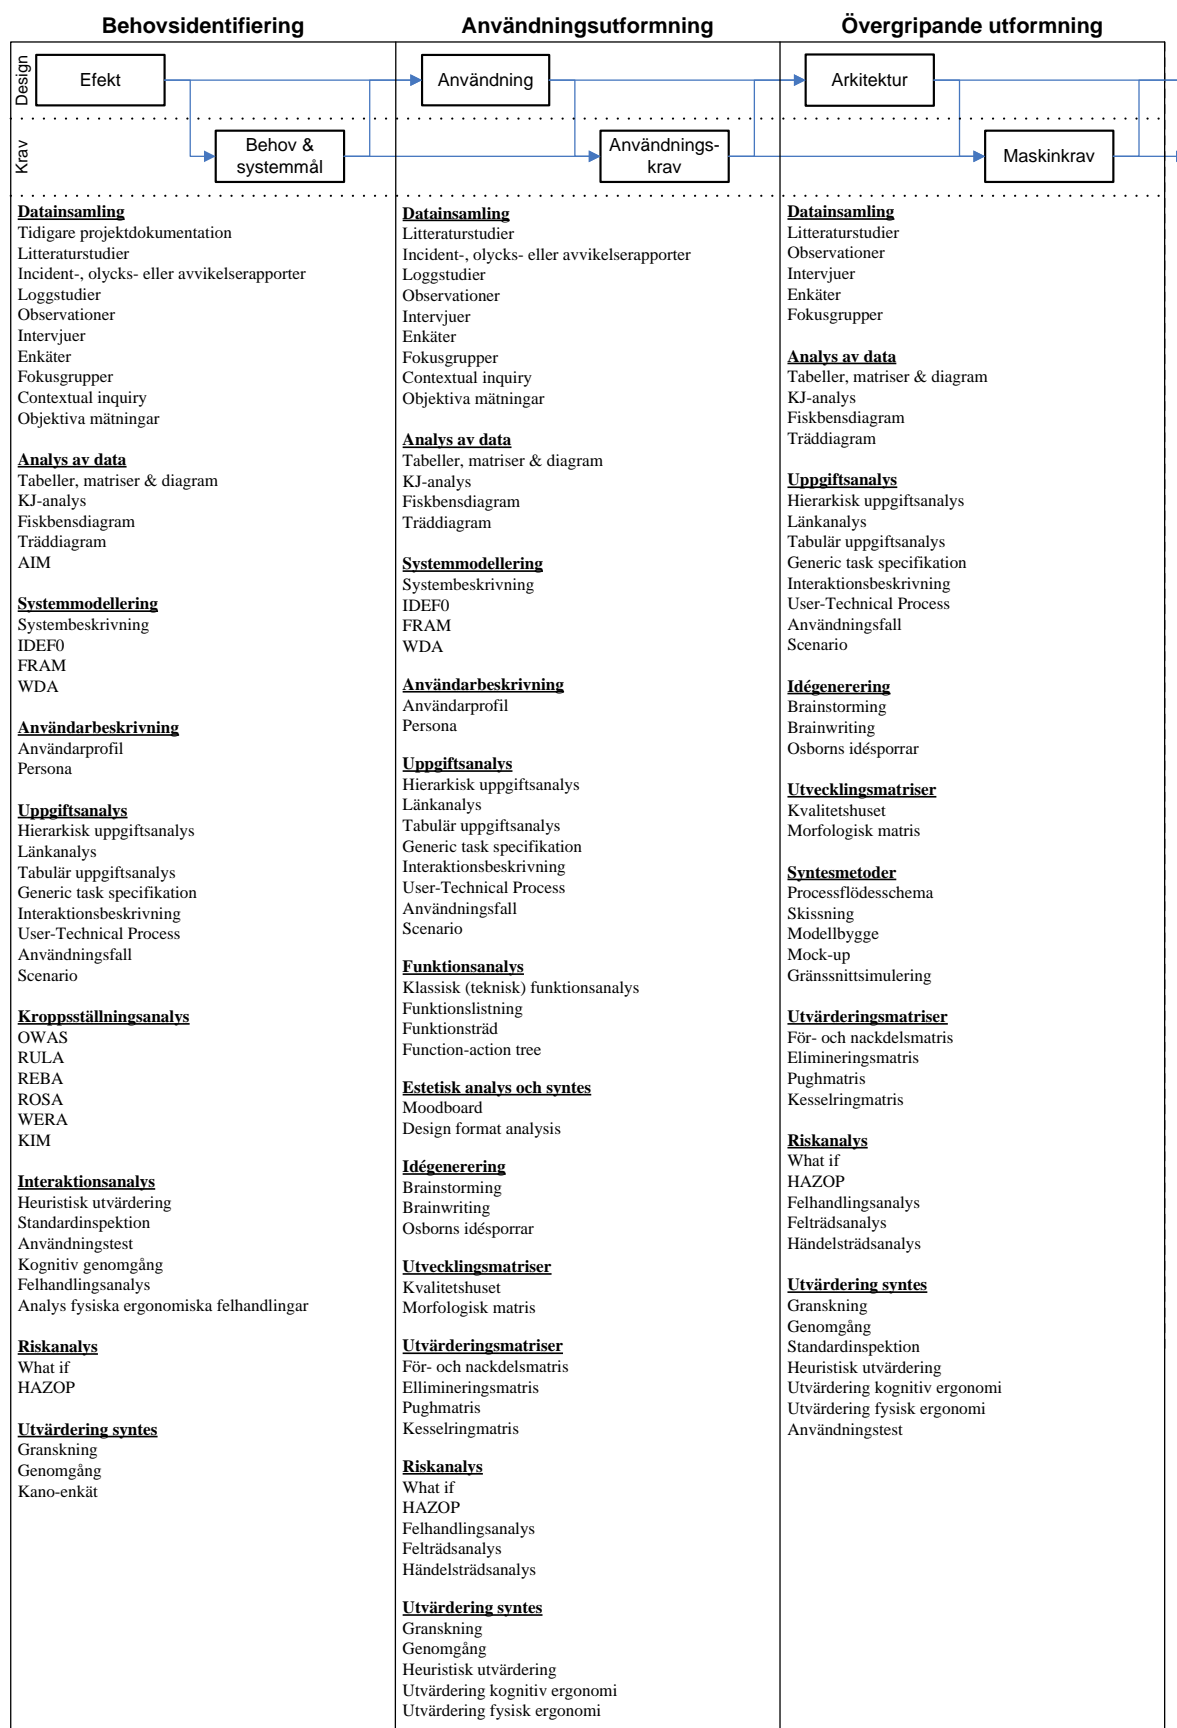 Behovsidentifiering
Användningsutformning
Övergripande utformning
Design
Efekt
Användning
Arkitektur
Krav
Behov &
systemmål
Användnings-
krav
Maskinkrav
Datainsamling
Tidigare projektdokumentation
Litteraturstudier
Incident-, olycks- eller avvikelserapporter
Loggstudier
Observationer
Intervjuer
Enkäter
Fokusgrupper
Contextual inquiry
Objektiva mätningar
Analys av data
Tabeller, matriser & diagram
KJ-analys
Fiskbensdiagram
Träddiagram
AIM
Systemmodellering
Systembeskrivning
IDEF0
FRAM
WDA
Användarbeskrivning
Användarprofil
Persona
Uppgiftsanalys
Hierarkisk uppgiftsanalys
Länkanalys
Tabulär uppgiftsanalys
Generic task specifikation
Interaktionsbeskrivning
User-Technical Process
Användningsfall
Scenario
Kroppsställningsanalys
OWAS
RULA
REBA
ROSA
WERA
KIM
Interaktionsanalys
Heuristisk utvärdering
Standardinspektion
Användningstest
Kognitiv genomgång
Felhandlingsanalys
Analys fysiska ergonomiska felhandlingar
Riskanalys
What if
HAZOP
Utvärdering syntes
Granskning
Genomgång
Kano-enkät
Datainsamling
Litteraturstudier
Incident-, olycks- eller avvikelserapporter
Loggstudier
Observationer
Intervjuer
Enkäter
Fokusgrupper
Contextual inquiry
Objektiva mätningar
Analys av data
Tabeller, matriser & diagram
KJ-analys
Fiskbensdiagram
Träddiagram
Systemmodellering
Systembeskrivning
IDEF0
FRAM
WDA
Användarbeskrivning
Användarprofil
Persona
Uppgiftsanalys
Hierarkisk uppgiftsanalys
Länkanalys
Tabulär uppgiftsanalys
Generic task specifikation
Interaktionsbeskrivning
User-Technical Process
Användningsfall
Scenario
Funktionsanalys
Klassisk (teknisk) funktionsanalys
Funktionslistning
Funktionsträd
Function-action tree
Estetisk analys och syntes
Moodboard
Design format analysis
Idégenerering
Brainstorming
Brainwriting
Osborns idésporrar
Utvecklingsmatriser
Kvalitetshuset
Morfologisk matris
Utvärderingsmatriser
För- och nackdelsmatris
Ellimineringsmatris
Pughmatris
Kesselringmatris
Riskanalys
What if
HAZOP
Felhandlingsanalys
Felträdsanalys
Händelsträdsanalys
Utvärdering syntes
Granskning
Genomgång
Heuristisk utvärdering
Utvärdering kognitiv ergonomi
Utvärdering fysisk ergonomi
Datainsamling
Litteraturstudier
Observationer
Intervjuer
Enkäter
Fokusgrupper
Analys av data
Tabeller, matriser & diagram
KJ-analys
Fiskbensdiagram
Träddiagram
Uppgiftsanalys
Hierarkisk uppgiftsanalys
Länkanalys
Tabulär uppgiftsanalys
Generic task specifikation
Interaktionsbeskrivning
User-Technical Process
Användningsfall
Scenario
Idégenerering
Brainstorming
Brainwriting
Osborns idésporrar
Utvecklingsmatriser
Kvalitetshuset
Morfologisk matris
Syntesmetoder
Processflödesschema
Skissning
Modellbygge
Mock-up
Gränssnittsimulering
Utvärderingsmatriser
För- och nackdelsmatris
Elimineringsmatris
Pughmatris
Kesselringmatris
Riskanalys
What if
HAZOP
Felhandlingsanalys
Felträdsanalys
Händelsträdsanalys
Utvärdering syntes
Granskning
Genomgång
Standardinspektion
Heuristisk utvärdering
Utvärdering kognitiv ergonomi
Utvärdering fysisk ergonomi
Användningstest